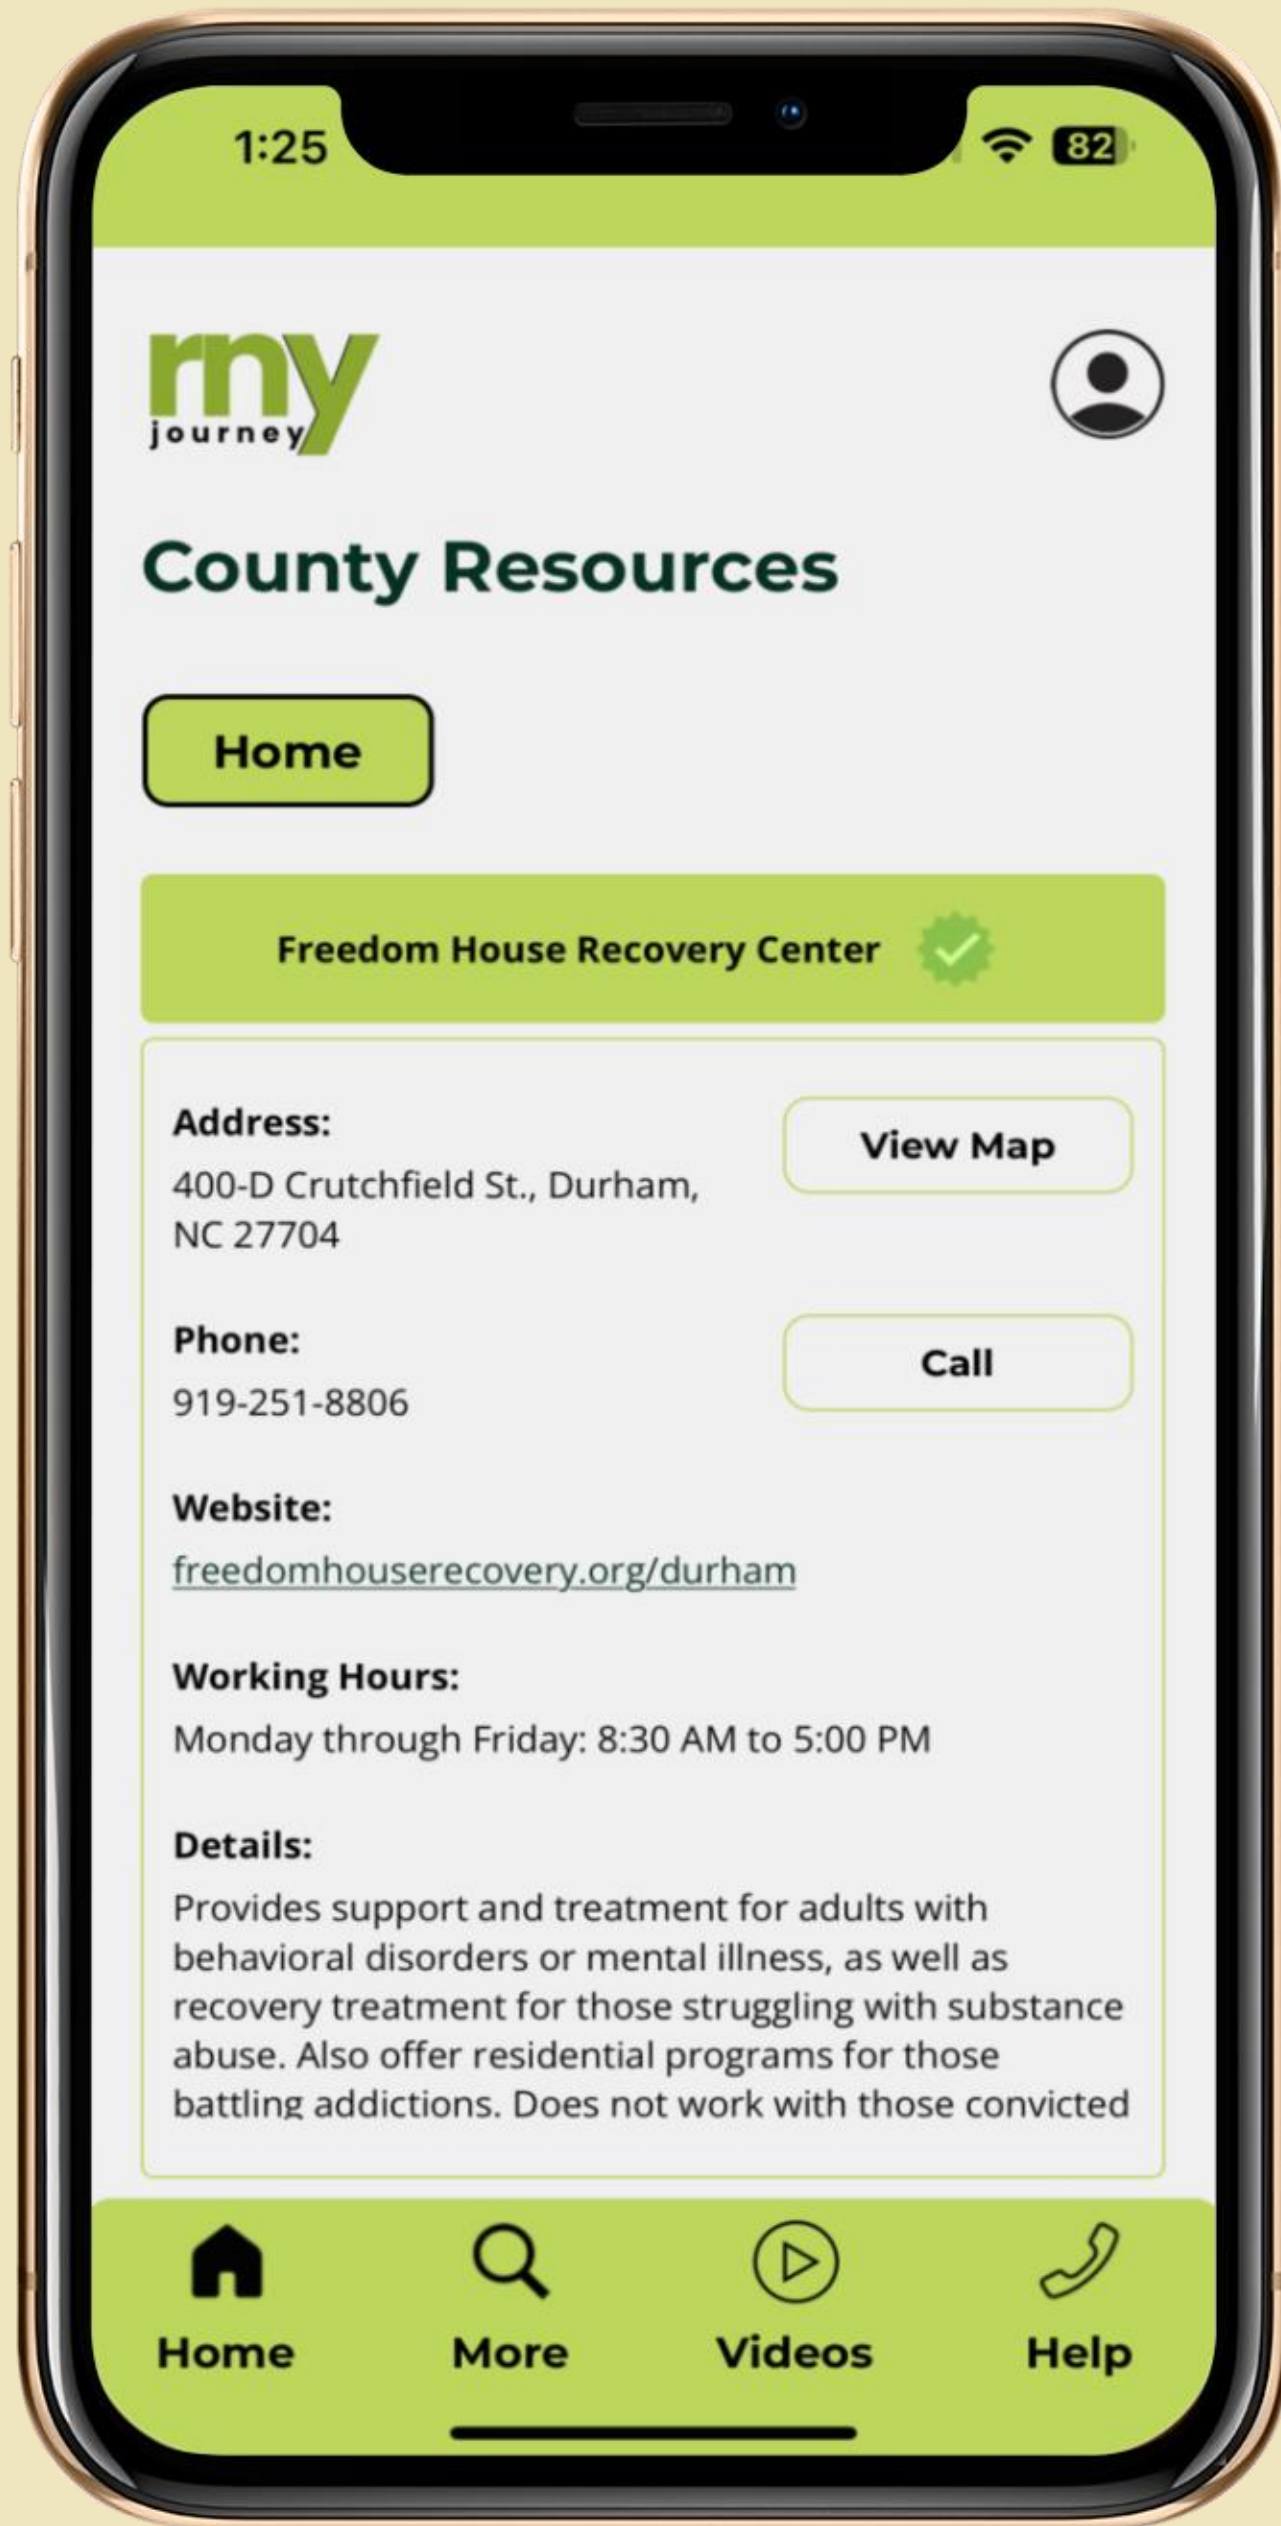 1:25
82
my
journey
County Resources
Home
Freedom House Recovery Center
Address:
400-D Crutchfield St., Durham,
NC 27704
View Map
Phone:
919-251-8806
Call
Website:
freedomhouserecovery.org/durham
Working Hours:
Monday through Friday: 8:30 AM to 5:00 PM
Details:
Provides support and treatment for adults with
behavioral disorders or mental illness, as well as
recovery treatment for those struggling with substance
abuse. Also offer residential programs for those
battling addictions. Does not work with those convicted
Home
More
Videos
Help